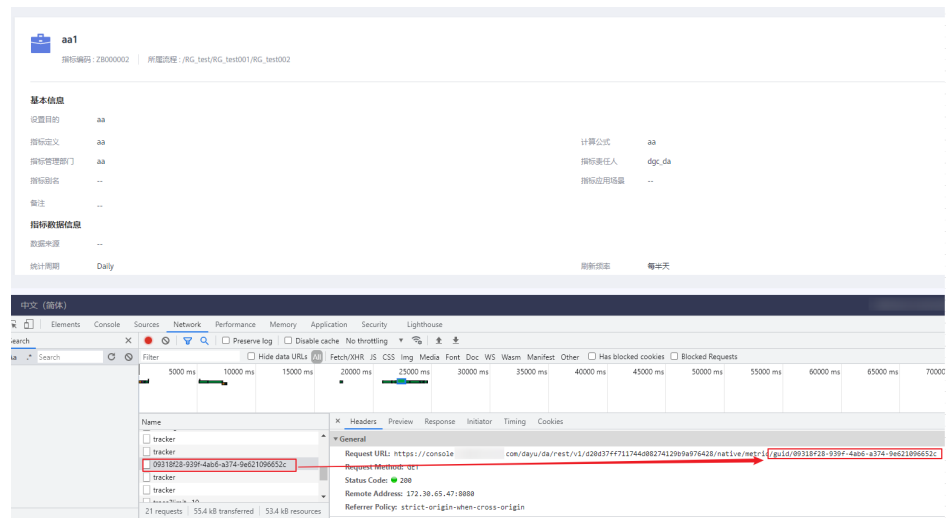 aa1
指标编码 : ZB000002 所属流程 : /RG_test/RG_test001/RG_test002
基本信息
设置目的 aa
指标定义 aa 计算公式 aa
指标管理部门 aa 指标责任人 dgc_da
指标别名 -- 指标应用场景 --
备注 --
指标数据信息
数据来源 --
统计周期 Daily 刷新频率 每半天
中文（简体）
Elements Console Sources Network Performance Memory Application Security Lighthouse
Search × Preserve log Disable cache No throttling
Aa .* Search Filter Hide data URLs All Fetch/XHR JS CSS Img Media Font Doc WS Wasm Manifest Other Has blocked cookies Blocked Requests
5000 ms 10000 ms 15000 ms 20000 ms 25000 ms 30000 ms 35000 ms 40000 ms 45000 ms 50000 ms 55000 ms 60000 ms 65000 ms 7000
Name × Headers Preview Response Initiator Timing Cookies
tracker ▼ General
tracker Request URL: https://console com/dayu/da/rest/v1/d20d37ff711744d08274129b9a976428/native/metric/guid/09318f28-939f-4ab6-a374-9e621096652c
09318f28-939f-4ab6-a374-9e621096652c Request Method: GET
tracker Status Code: 200
tracker Remote Address: 172.30.65.47:8080
21 requests 55.4 kB transferred 53.4 kB resources Referrer Policy: strict-origin-when-cross-origin